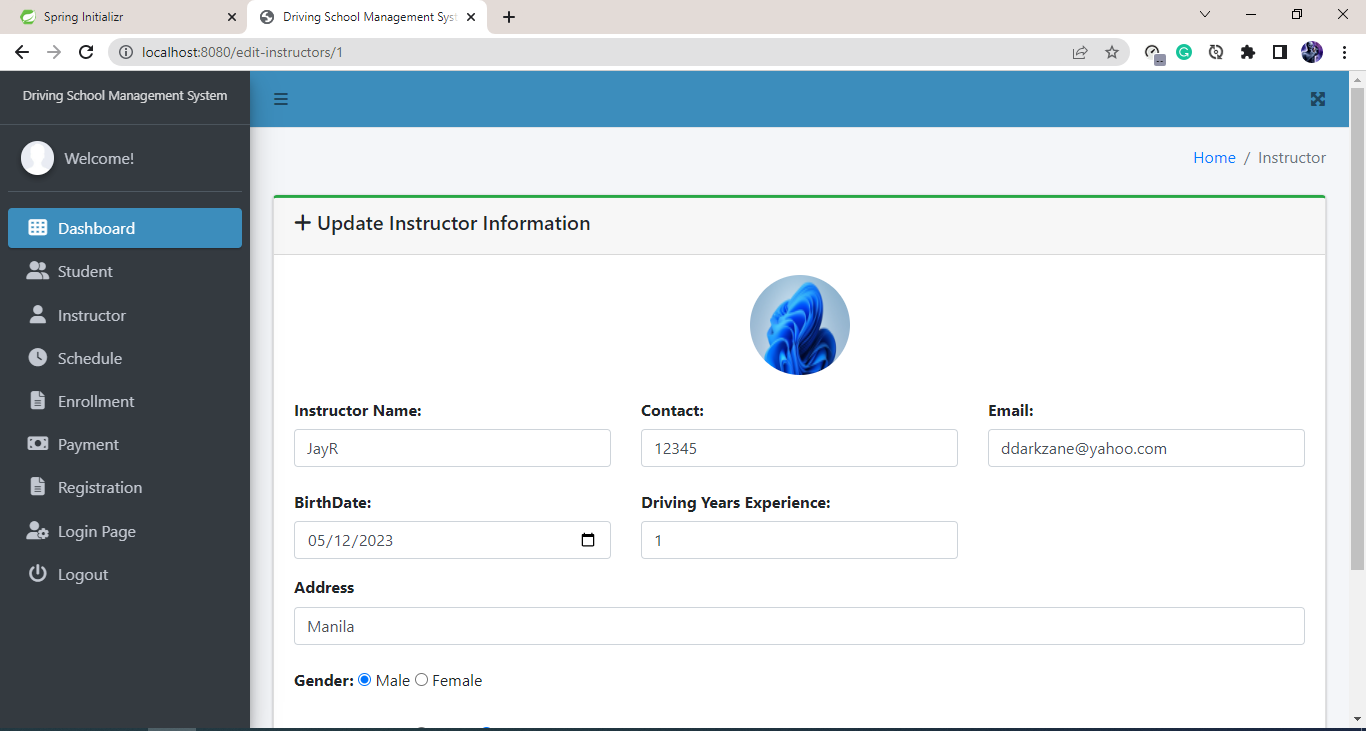 Spring Initializr
Driving School Management Syst
localhost:8080/edit-instructors/1
Driving School Management System
Welcome!
Home / Instructor
Dashboard
Student
Instructor
Schedule
Enrollment
Payment
Registration
Login Page
Logout
Update Instructor Information
Instructor Name: Contact: Email:
JayR 12345 ddarkzane@yahoo.com
BirthDate: Driving Years Experience:
05/12/2023 1
Address
Manila
Gender: Male Female